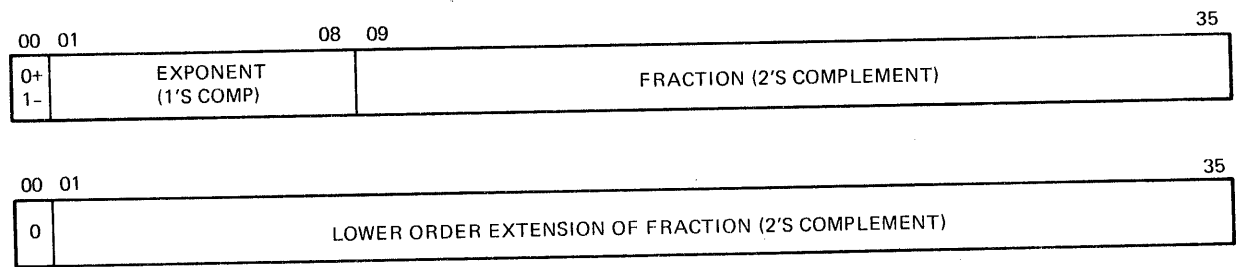 00 01 08 09 35
0+ EXPONENT FRACTION (2'S COMPLEMENT)
1- (1'S COMP)
00 01 35
0 LOWER ORDER EXTENSION OF FRACTION (2'S COMPLEMENT)